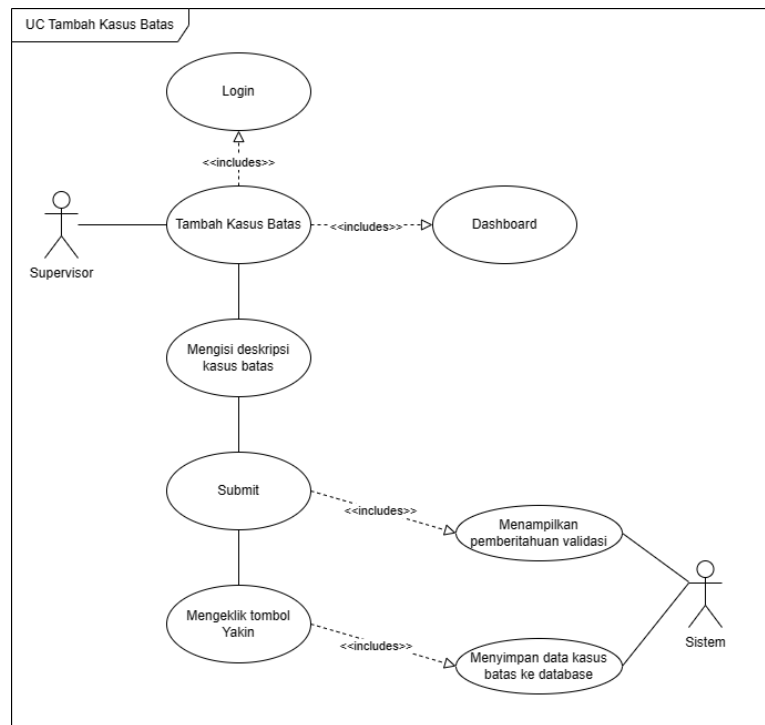 UC Tambah Kasus Batas
Login
<<includes>>
Tambah Kasus Batas
<<includes>>
Dashboard
Supervisor
Mengisi deskripsi
kasus batas
Submit
<<includes>>
Menampilkan
pemberitahuan validasi
Mengeklik tombol
Yakin
<<includes>>
Menyimpan data kasus
batas ke database
Sistem